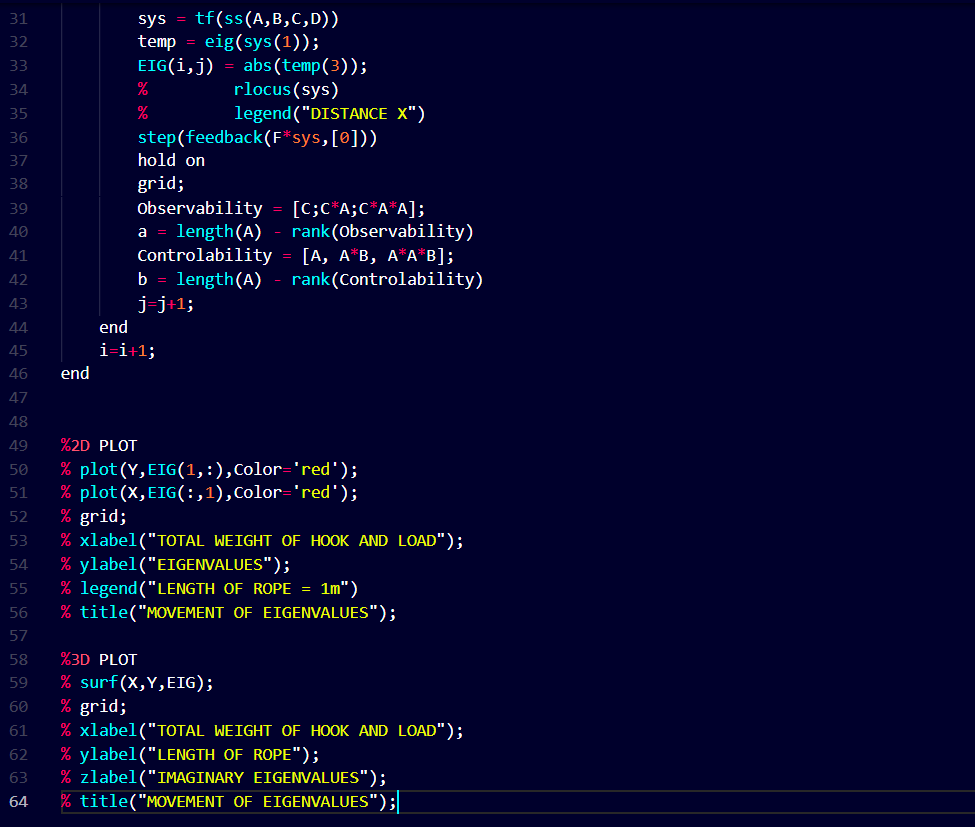 31 sys = tf(ss(A,B,C,D))
32 temp = eig(sys(1));
33 EIG(i,j) = abs(temp(3));
34 % rlocus(sys)
35 % legend("DISTANCE X")
36 step(feedback(F*sys,[0]))
37 hold on
38 grid;
39 Observability = [C;C*A;C*A*A];
40 a = length(A) - rank(Observability)
41 Controlability = [A, A*B, A*A*B];
42 b = length(A) - rank(Controlability)
43 j=j+1;
44 end
45 i=i+1;
46 end
47
48
49 %2D PLOT
50 % plot(Y,EIG(1,:),Color='red');
51 % plot(X,EIG(:,1),Color='red');
52 % grid;
53 % xlabel("TOTAL WEIGHT OF HOOK AND LOAD");
54 % ylabel("EIGENVALUES");
55 % legend("LENGTH OF ROPE = 1m")
56 % title("MOVEMENT OF EIGENVALUES");
57
58 %3D PLOT
59 % surf(X,Y,EIG);
60 % grid;
61 % xlabel("TOTAL WEIGHT OF HOOK AND LOAD");
62 % ylabel("LENGTH OF ROPE");
63 % zlabel("IMAGINARY EIGENVALUES");
64 % title("MOVEMENT OF EIGENVALUES");